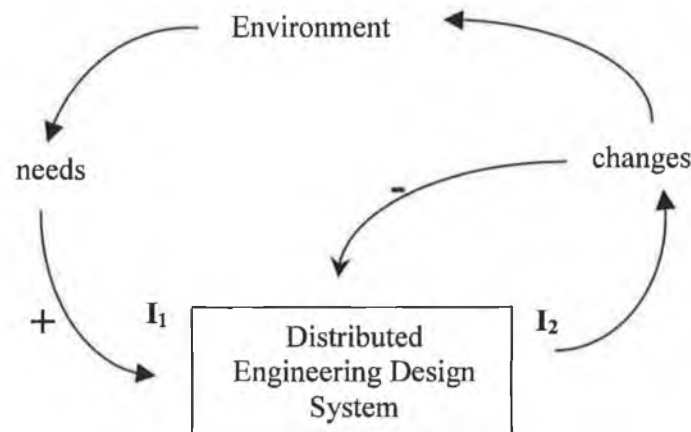 Environment
needs
changes
-
+
I₁
I₂
Distributed
Engineering Design
System